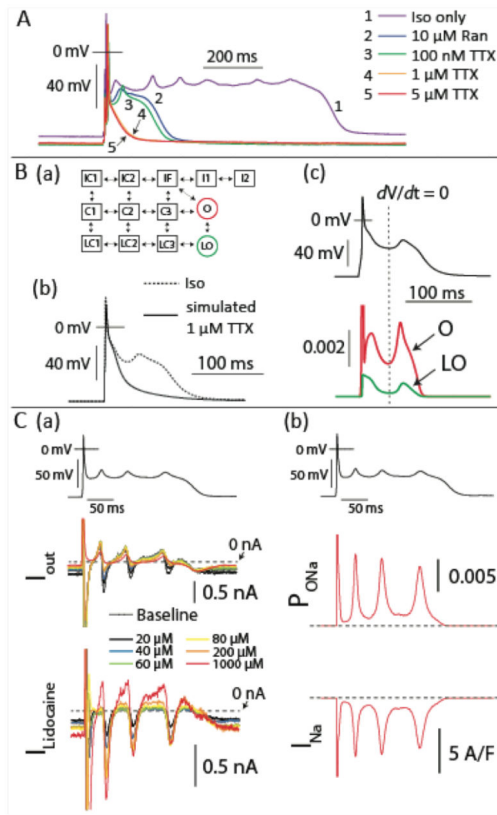 A
0 mV
40 mV
200 ms
1 Iso only
2 10 µM Ran
3 100 nM TTX
4 1 µM TTX
5 5 µM TTX
3
2
4
5
1
B (a)
IC1 IC2 IF I1 I2
C1 C2 C3 O
LC1 LC2 LC3 LO
(b)
Iso
simulated
1 µM TTX
0 mV
40 mV
100 ms
(c)
dV/dt = 0
0 mV
40 mV
100 ms
0.002
O
LO
C (a)
0 mV
50 mV
50 ms
Iout
0 nA
0.5 nA
Baseline
20 µM 80 µM
40 µM 200 µM
60 µM 1000 µM
ILidocaine
0 nA
0.5 nA
(b)
0 mV
50 mV
50 ms
PONa
0.005
INa
5 A/F